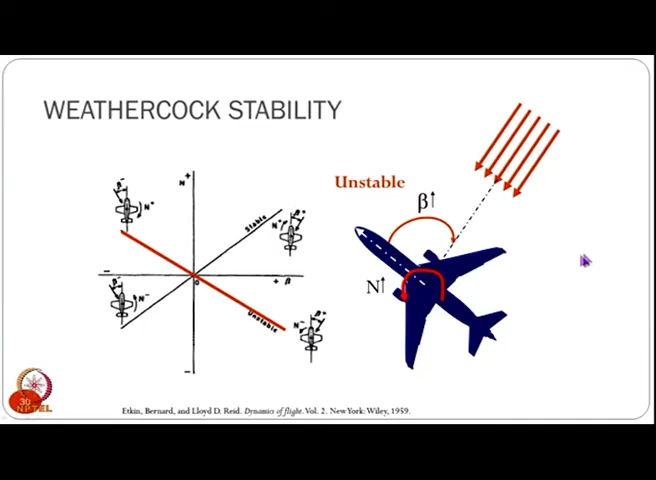 WEATHERCOCK STABILITY
Unstable
β↑
N↑
N+
β-
N+
Stable
β+
N+
-
0
+ β
β-
N-
Unstable
N-
β+
-
30
NPTEL
Etkin, Bernard, and Lloyd D. Reid. Dynamics of flight. Vol. 2. New York: Wiley, 1959.